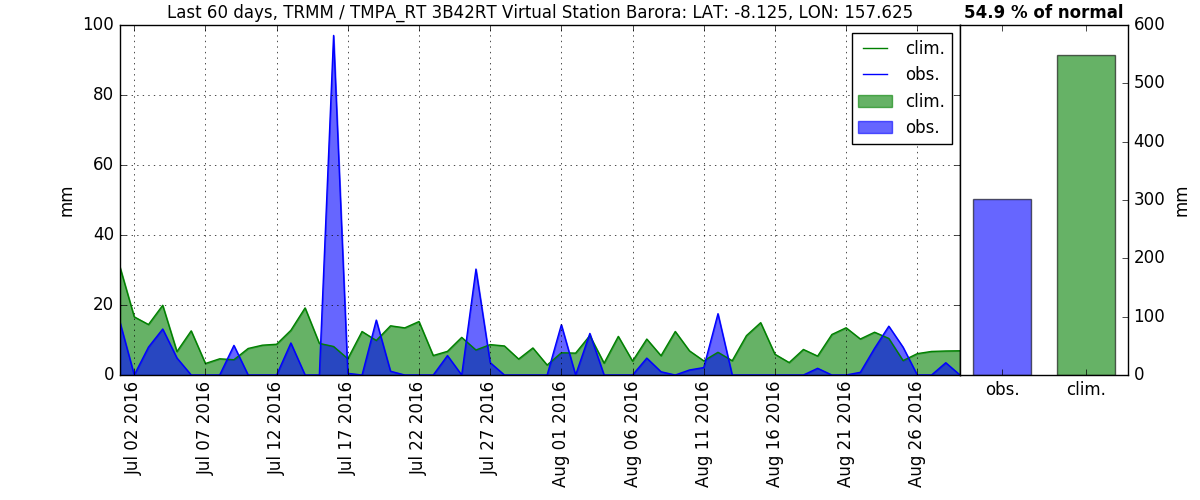 Last 60 days, TRMM / TMPA_RT 3B42RT Virtual Station Barora: LAT: -8.125, LON: 157.625
54.9 % of normal
mm
100
80
60
40
20
0
clim.
obs.
clim.
obs.
Jul 02 2016
Jul 07 2016
Jul 12 2016
Jul 17 2016
Jul 22 2016
Jul 27 2016
Aug 01 2016
Aug 06 2016
Aug 11 2016
Aug 16 2016
Aug 21 2016
Aug 26 2016
600
500
400
300
200
100
0
mm
obs.
clim.